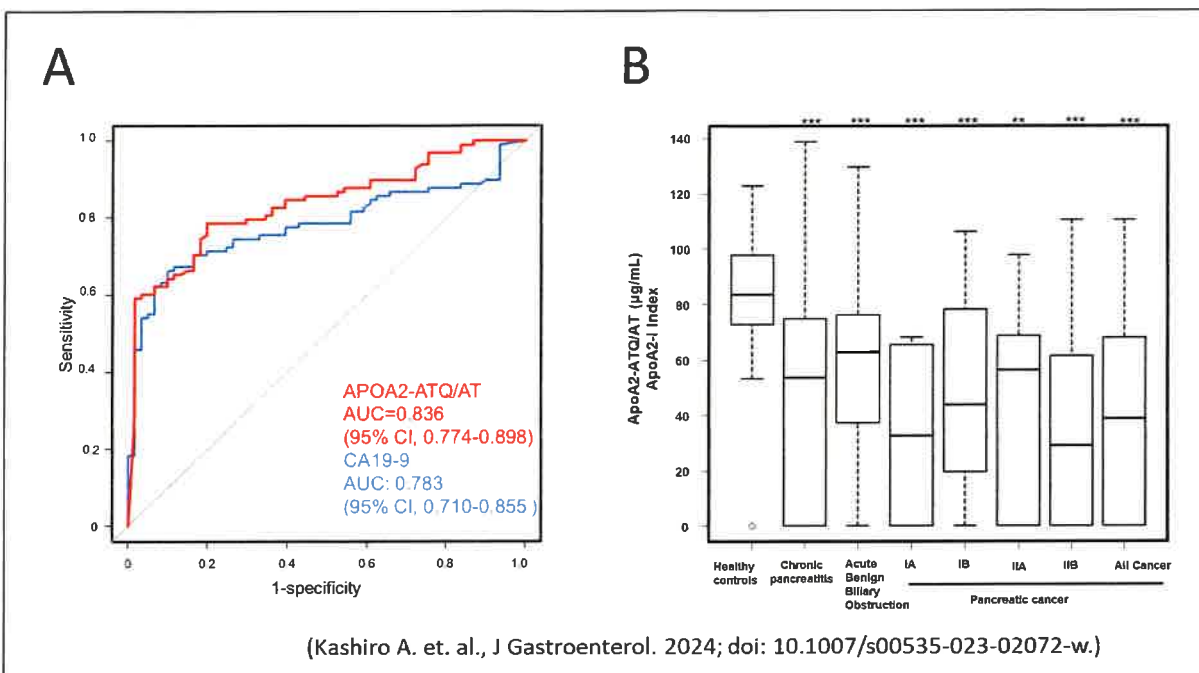 A
1.0
0.8
0.6
0.4
0.2
0
Sensitivity
0
0.2
0.4
0.6
0.8
1.0
1-specificity
APOA2-ATQ/AT
AUC=0.836
(95% CI, 0.774-0.898)
CA19-9
AUC: 0.783
(95% CI, 0.710-0.855 )
B
*** *** *** *** ** *** ***
140
120
100
80
60
40
20
0
ApoA2-ATQ/AT (µg/mL)
ApoA2-I Index
Healthy
controls
Chronic
pancreatitis
Acute
Benign
Biliary
Obstruction
IA
IB
IIA
IIB
All Cancer
Pancreatic cancer
(Kashiro A. et. al., J Gastroenterol. 2024; doi: 10.1007/s00535-023-02072-w.)